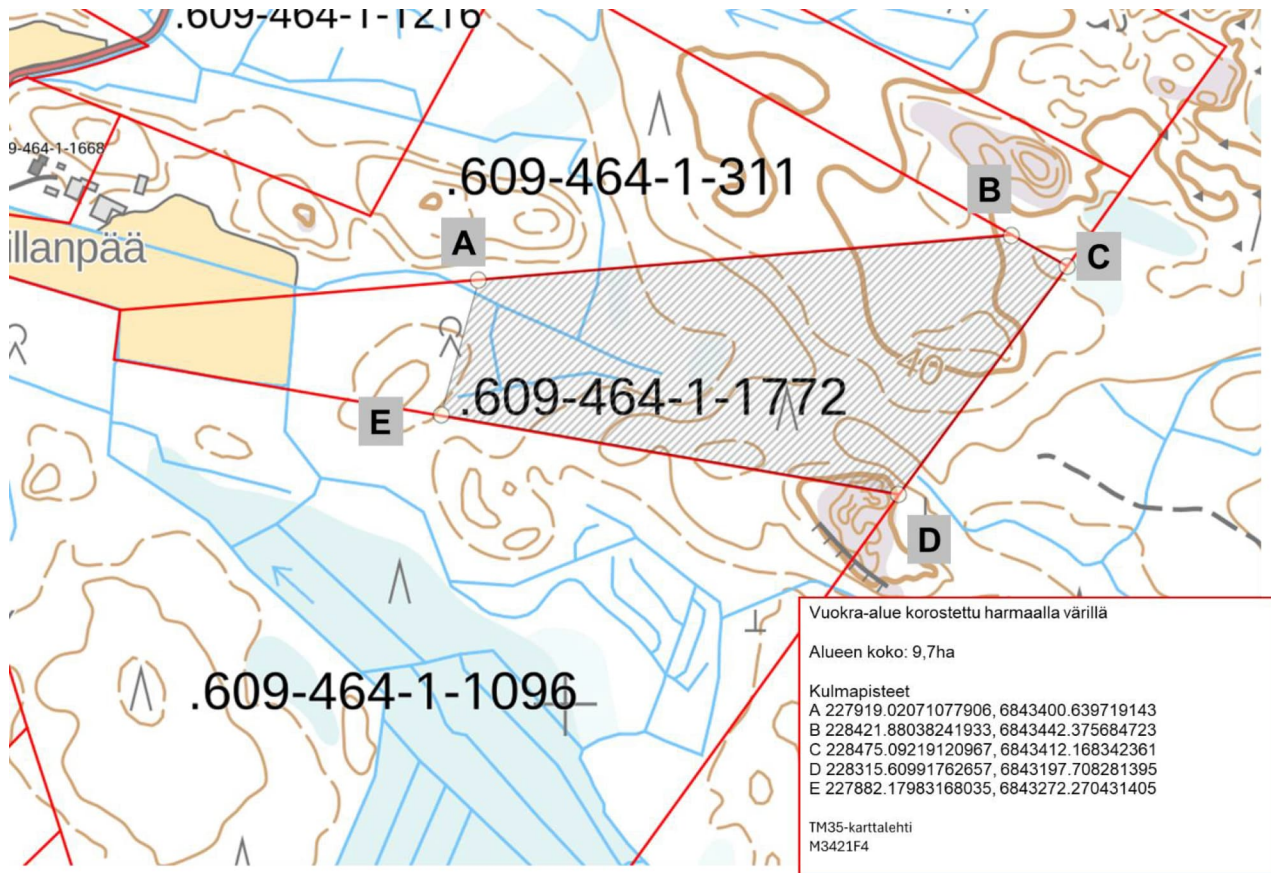 .609-464-1-1216
9-464-1-1668
.609-464-1-311
B
A
illanpää
C
40
.609-464-1-1772
E
D
.609-464-1-1096
Vuokra-alue korostettu harmaalla värillä
Alueen koko: 9,7ha
Kulmapisteet
A 227919.02071077906, 6843400.639719143
B 228421.88038241933, 6843442.375684723
C 228475.09219120967, 6843412.168342361
D 228315.60991762657, 6843197.708281395
E 227882.17983168035, 6843272.270431405
TM35-karttalehti
M3421F4